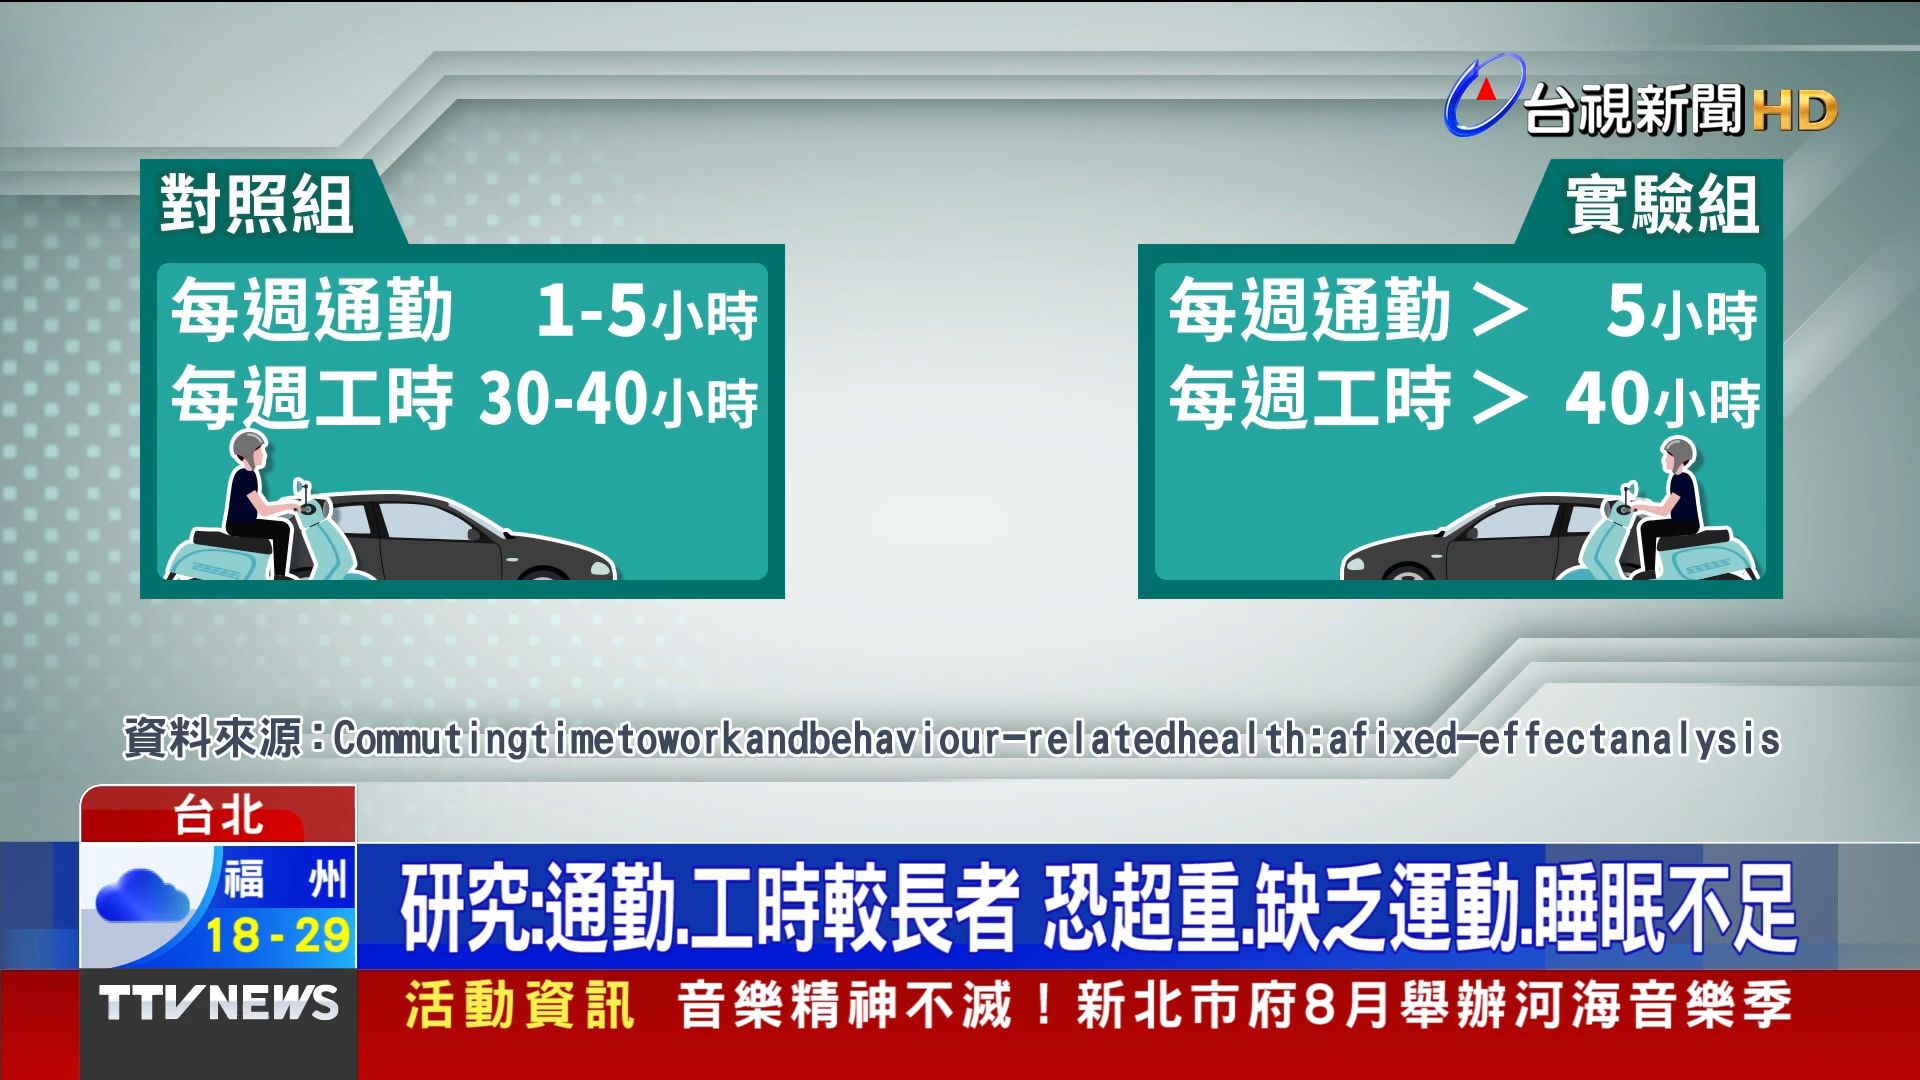 台視新聞HD
對照組
每週通勤 1-5小時
每週工時 30-40小時
實驗組
每週通勤＞ 5小時
每週工時＞ 40小時
資料來源：Commutingtimetoworkandbehaviour-relatedhealth:afixed-effectanalysis
台北
福州
18-29
研究:通勤.工時較長者 恐超重.缺乏運動.睡眠不足
TTV NEWS
活動資訊 音樂精神不滅！新北市府8月舉辦河海音樂季